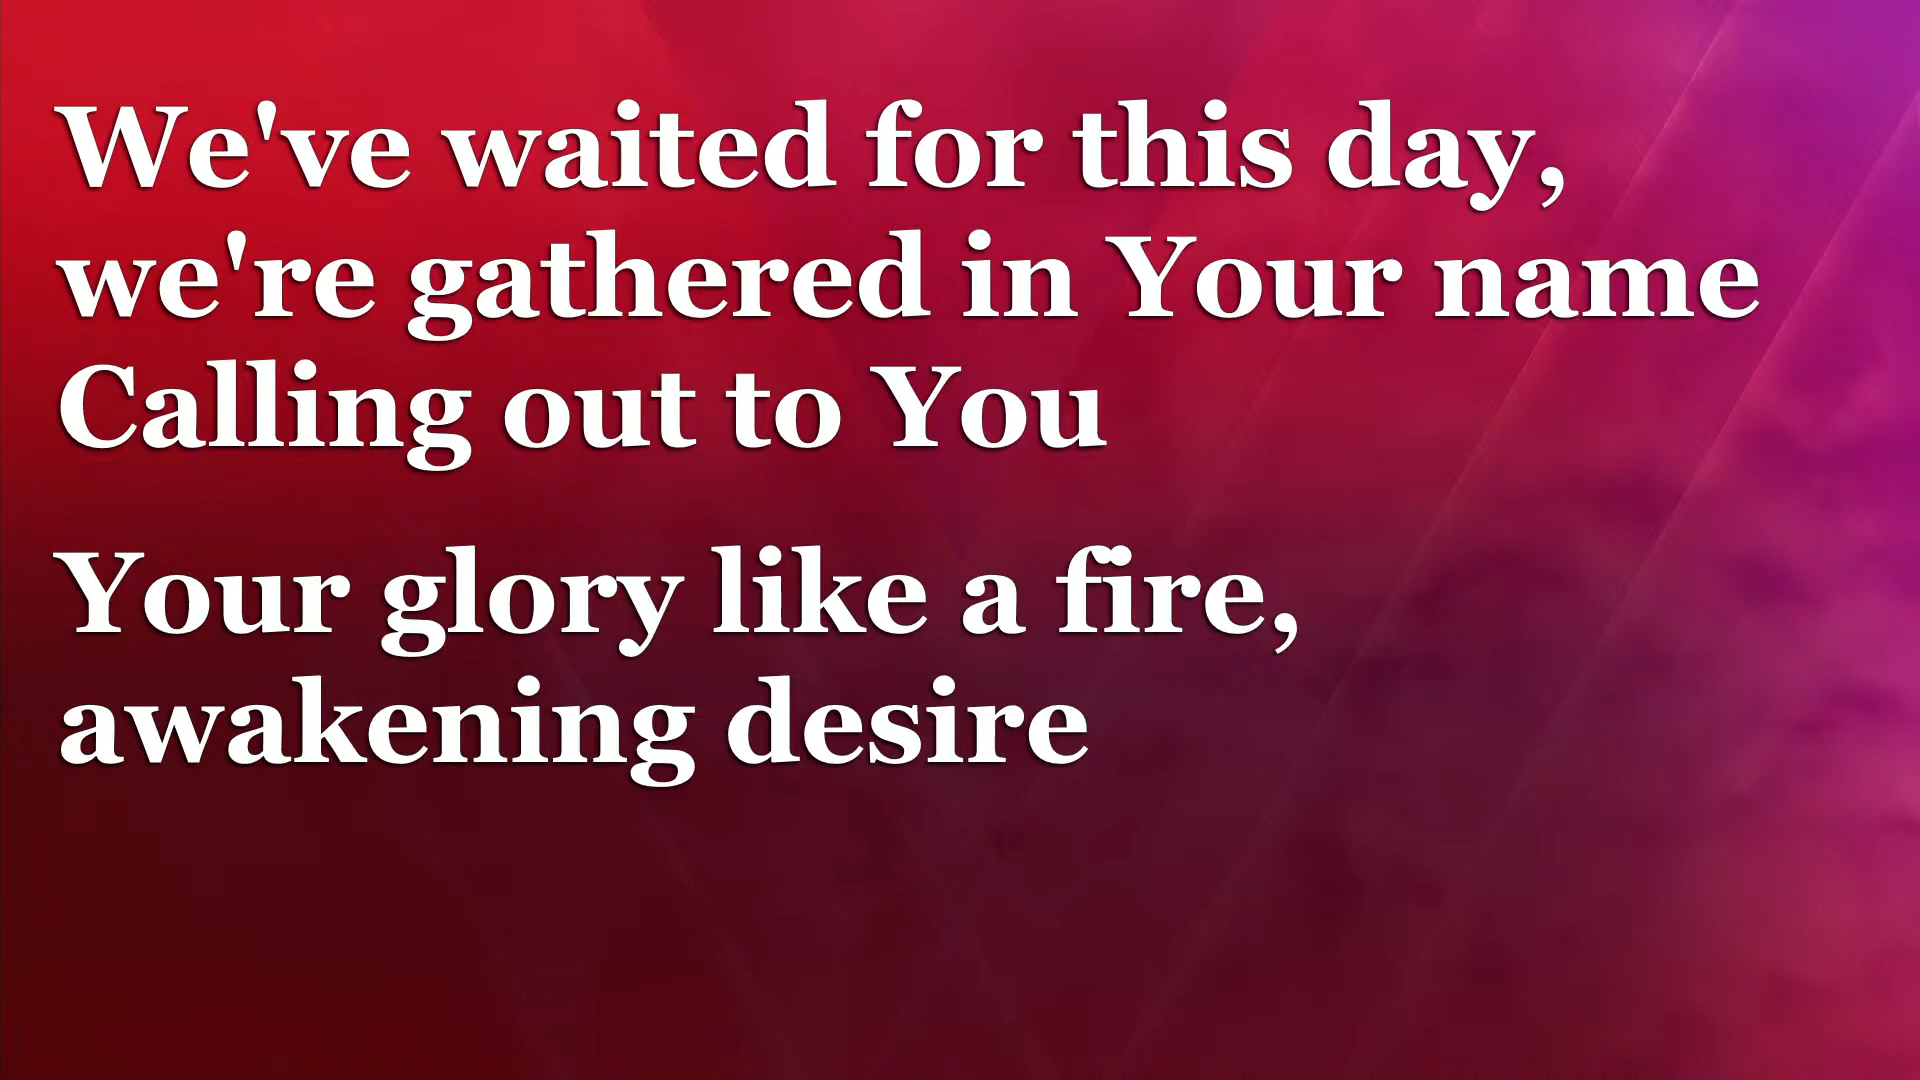 We've waited for this day,
we're gathered in Your name
Calling out to You
Your glory like a fire,
awakening desire